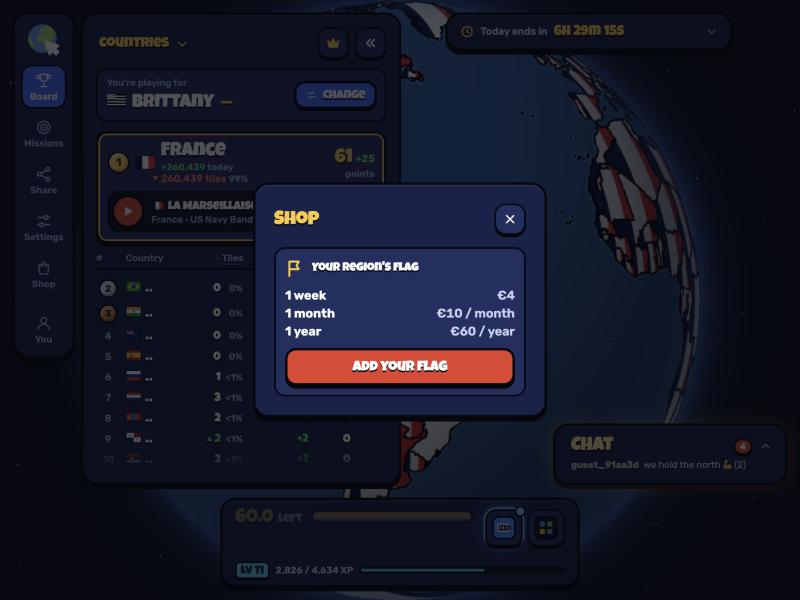 COUNTRIES
Today ends in 6H 29m 15s
Board
Missions
Share
Settings
Shop
You
You're playing for
BRITTANY –
CHANGE
1 FRANCE 61 +25
+260,439 today points
▼ 260,439 tiles 99%
LA MARSEILLAISE
France • US Navy Band
# Country - Tiles
2 .. 0 0%
3 .. 0 0%
4 .. 0 0%
5 .. 0 0%
6 .. 1 <1%
7 .. 3 <1%
8 .. 2 <1%
9 .. ▲2 <1% +2 0
10 .. 2 <1% +2 0
SHOP
YOUR REGION'S FLAG
1 week €4
1 month €10 / month
1 year €60 / year
ADD YOUR FLAG
CHAT 4
guest_91aa3d we hold the north 💪 (2)
60.0 LEFT
LV 11 2,826 / 4,634 XP